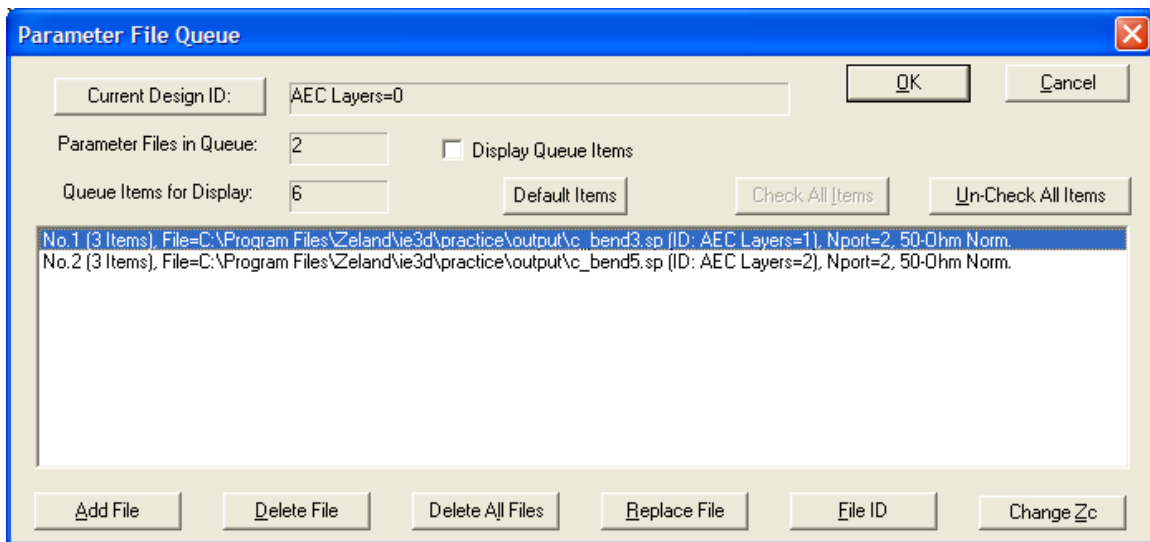 Parameter File Queue
Current Design ID: AEC Layers=0 OK Cancel
Parameter Files in Queue: 2 Display Queue Items
Queue Items for Display: 6 Default Items Check All Items Un-Check All Items
No.1 (3 Items), File=C:\Program Files\Zeland\ie3d\practice\output\c_bend3.sp (ID: AEC Layers=1), Nport=2, 50-Ohm Norm.
No.2 (3 Items), File=C:\Program Files\Zeland\ie3d\practice\output\c_bend5.sp (ID: AEC Layers=2), Nport=2, 50-Ohm Norm.
Add File Delete File Delete All Files Replace File File ID Change Zc